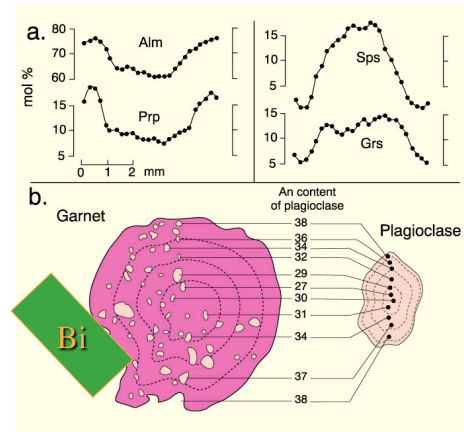 a.
mol %
80
70
60
Alm
15
10
5
Prp
0 1 2 mm
15
10
5
Sps
15
10
5
Grs
b.
Garnet
An content
of plagioclase
Plagioclase
38
36
34
32
29
27
30
31
34
37
38
Bi